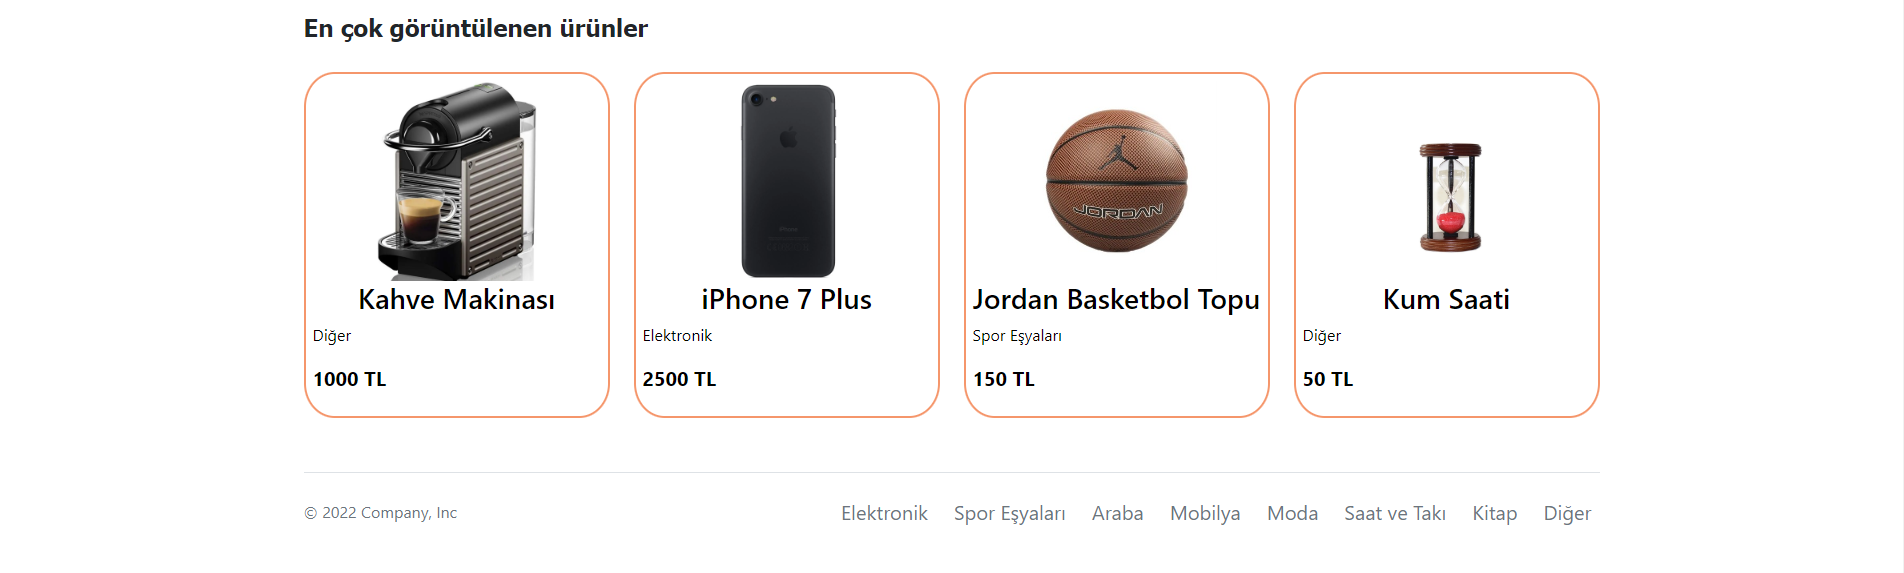 En çok görüntülenen ürünler
iPhone
JORDAN
Kahve Makinası
iPhone 7 Plus
Jordan Basketbol Topu
Kum Saati
Diğer
Elektronik
Spor Eşyaları
Diğer
1000 TL
2500 TL
150 TL
50 TL
© 2022 Company, Inc
Elektronik
Spor Eşyaları
Araba
Mobilya
Moda
Saat ve Takı
Kitap
Diğer